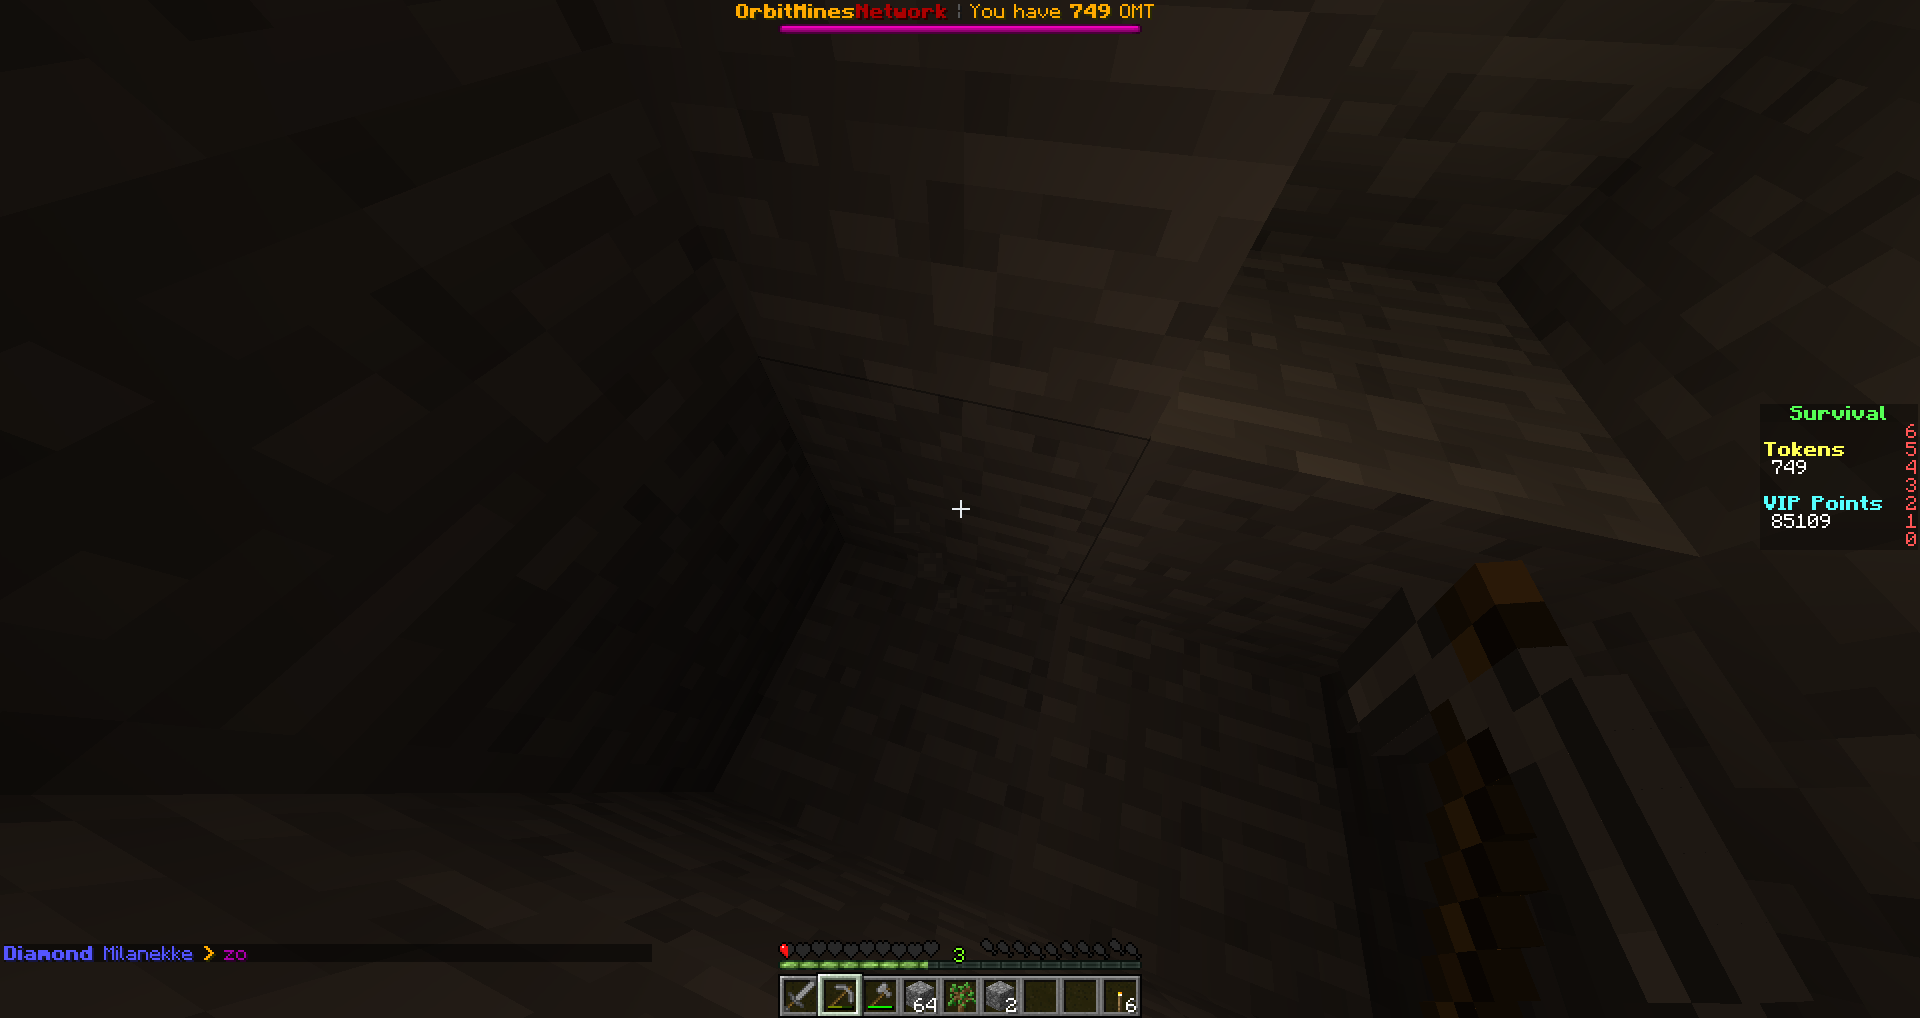 OrbitMinesNetwork | You have 749 OMT
Survival
6
Tokens 5
749 4
3
VIP Points 2
85109 1
0
Diamond Milanekke > zo
3
64 2 6